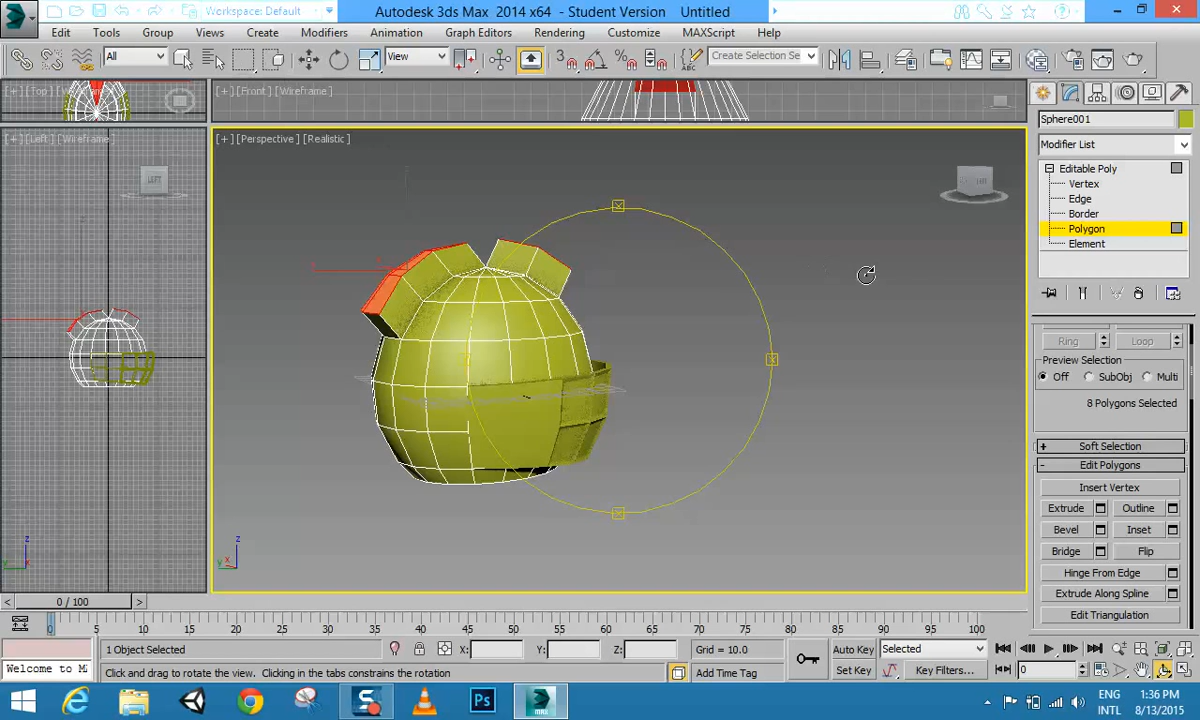 Workspace: Default
Autodesk 3ds Max 2014 x64 - Student Version Untitled
Edit Tools Group Views Create Modifiers Animation Graph Editors Rendering Customize MAXScript Help
All
View
3
Create Selection Se
[+] [Top] [Wireframe]
[+] [Front] [Wireframe]
[+] [Left] [Wireframe]
LEFT
[+] [Perspective] [Realistic]
z
y
x
z
y
x
Sphere001
Modifier List
Editable Poly
Vertex
Edge
Border
Polygon
Element
Ring
Loop
Preview Selection
Off SubObj Multi
8 Polygons Selected
+ Soft Selection
- Edit Polygons
Insert Vertex
Extrude Outline
Bevel Inset
Bridge Flip
Hinge From Edge
Extrude Along Spline
Edit Triangulation
< 0 / 100 >
0 5 10 15 20 25 30 35 40 45 50 55 60 65 70 75 80 85 90 95 100
1 Object Selected
X: Y: Z:
Grid = 10.0
Auto Key
Selected
Welcome to M
Click and drag to rotate the view. Clicking in the tabs constrains the rotation
Add Time Tag
Set Key
Key Filters...
0
Ps
MAX
ENG
INTL
1:36 PM
8/13/2015